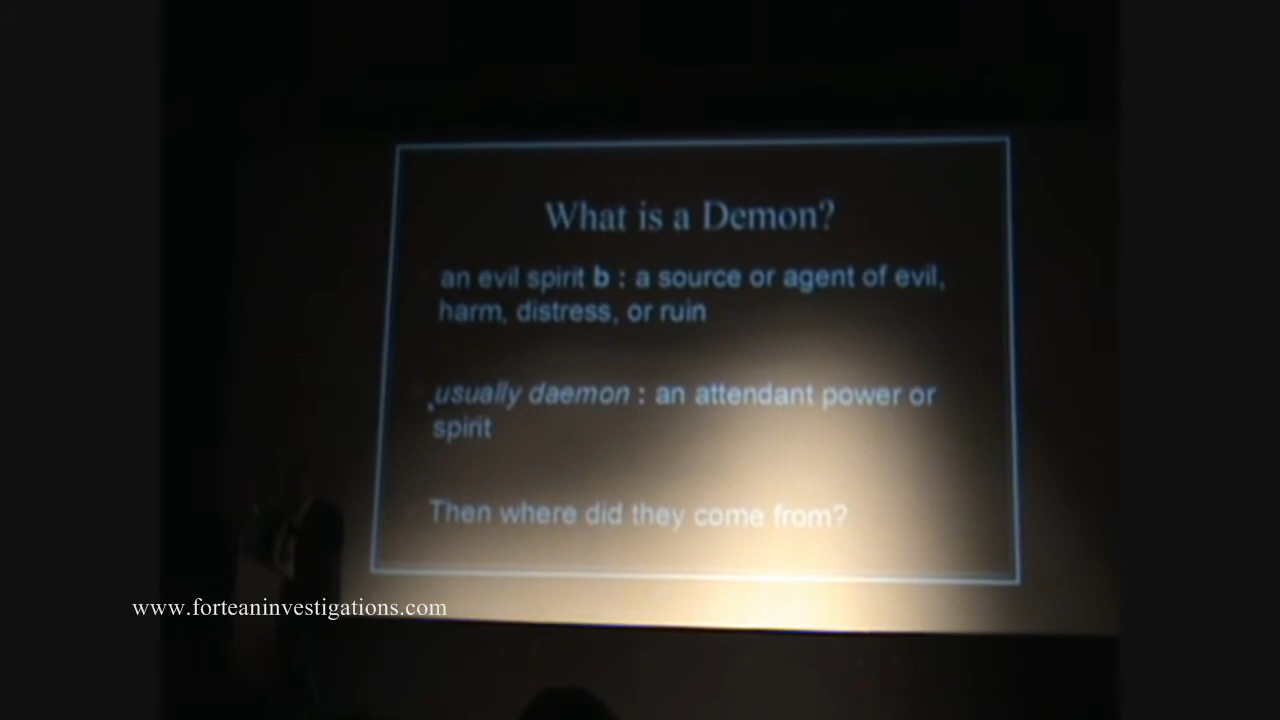 What is a Demon?
an evil spirit b : a source or agent of evil,
harm, distress, or ruin
usually daemon : an attendant power or
spirit
Then where did they come from?
www.forteaninvestigations.com